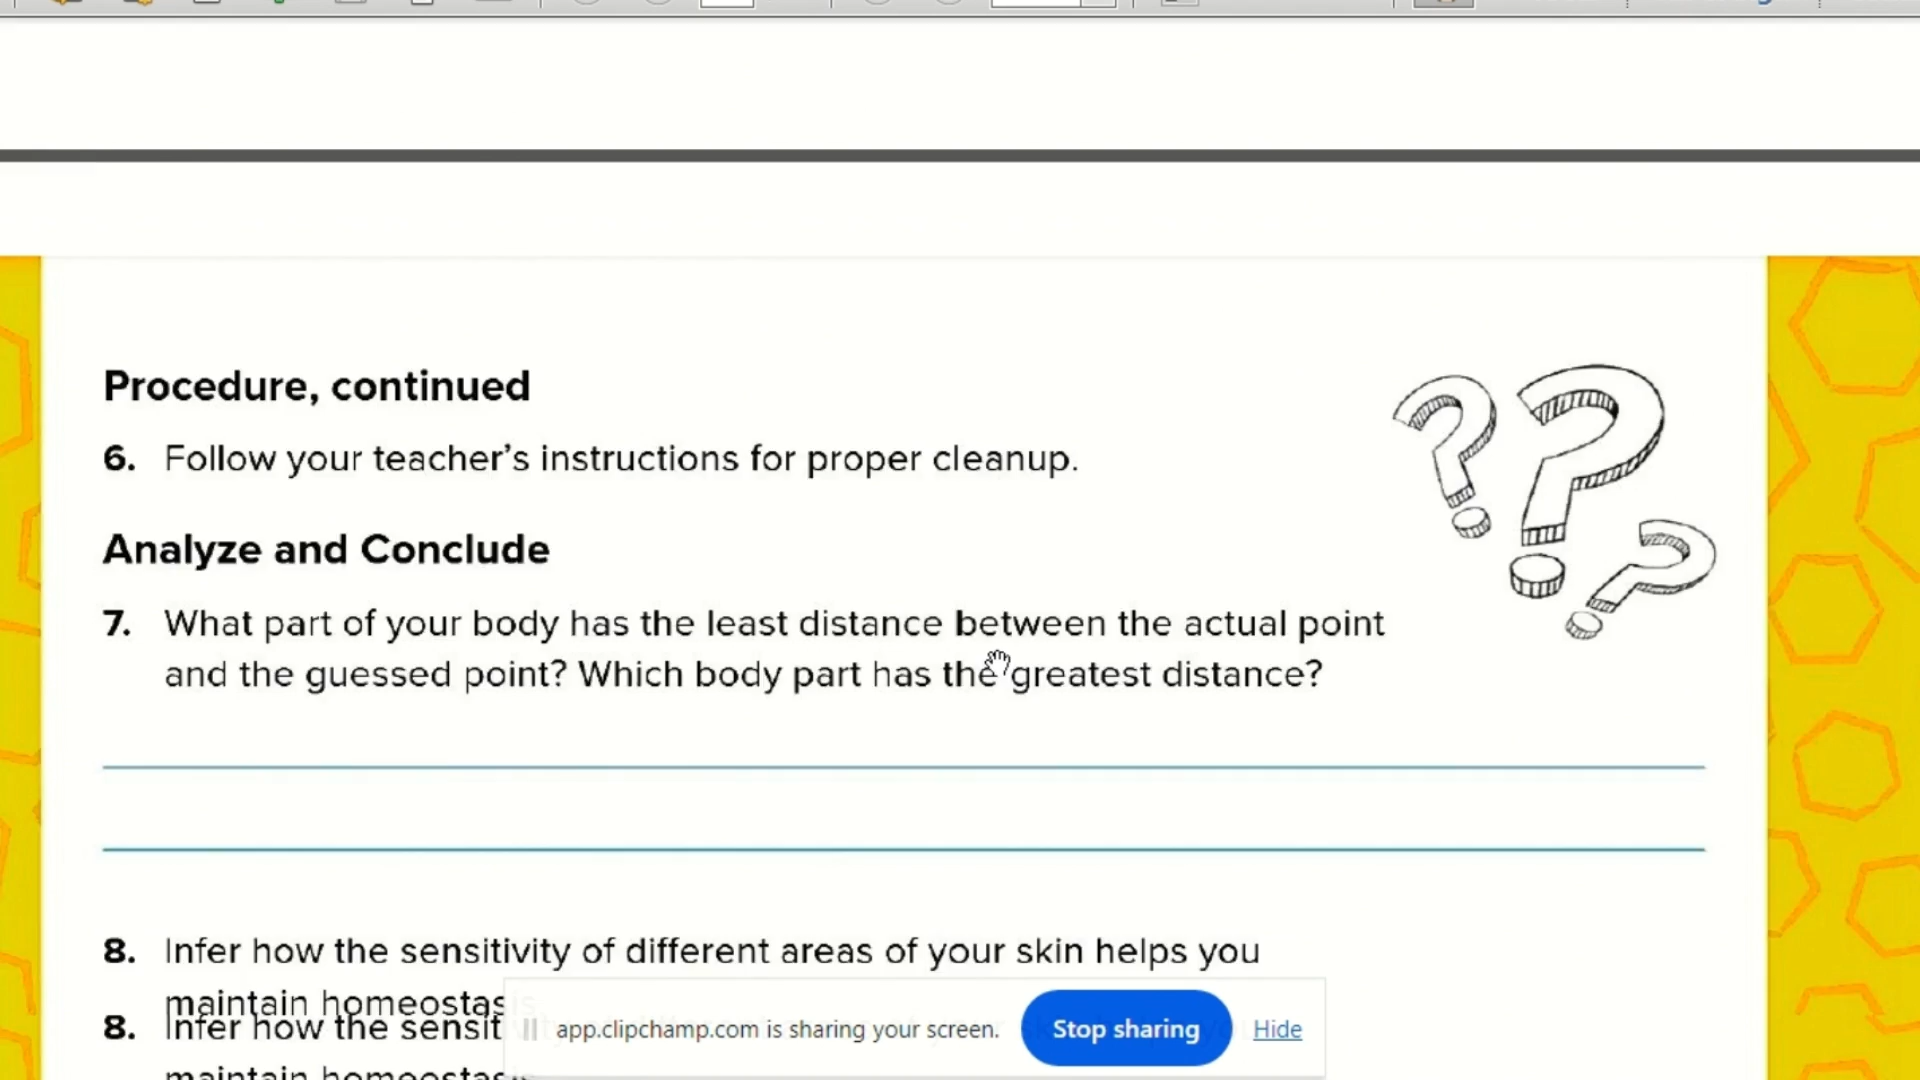 Procedure, continued
6. Follow your teacher's instructions for proper cleanup.
Analyze and Conclude
7. What part of your body has the least distance between the actual point
and the guessed point? Which body part has the greatest distance?
8. Infer how the sensitivity of different areas of your skin helps you
maintain homeostasis
8. Infer how the sensit
maintain homeostasis
app.clipchamp.com is sharing your screen. Stop sharing Hide